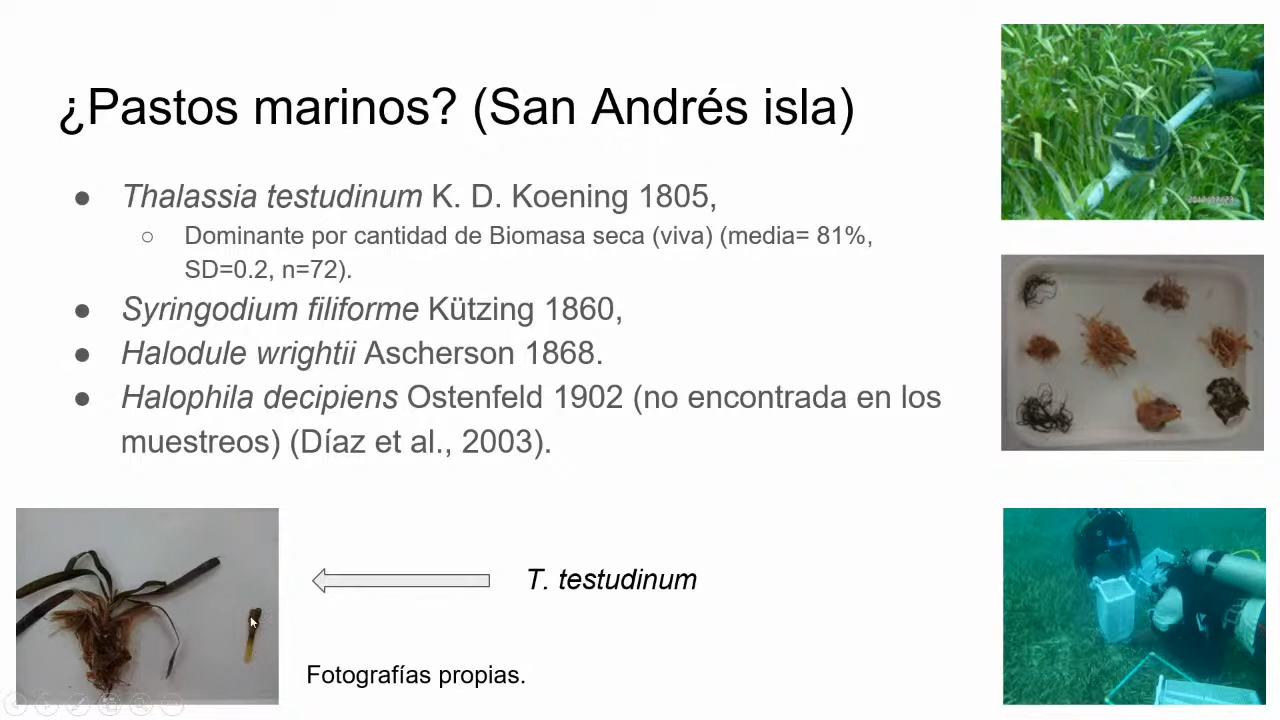 ¿Pastos marinos? (San Andrés isla)
● Thalassia testudinum K. D. Koening 1805,
○ Dominante por cantidad de Biomasa seca (viva) (media= 81%,
SD=0.2, n=72).
● Syringodium filiforme Kützing 1860,
● Halodule wrightii Ascherson 1868.
● Halophila decipiens Ostenfeld 1902 (no encontrada en los
muestreos) (Díaz et al., 2003).
T. testudinum
Fotografías propias.